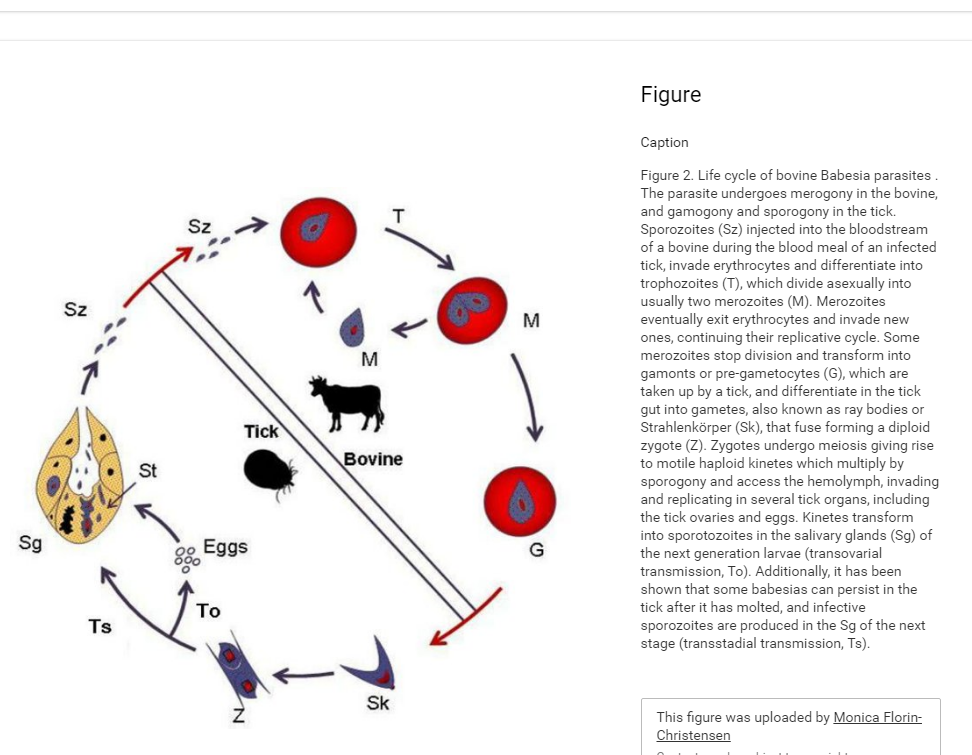 Figure
Caption
Figure 2. Life cycle of bovine Babesia parasites .
The parasite undergoes merogony in the bovine,
and gamogony and sporogony in the tick.
Sporozoites (Sz) injected into the bloodstream
of a bovine during the blood meal of an infected
tick, invade erythrocytes and differentiate into
trophozoites (T), which divide asexually into
usually two merozoites (M). Merozoites
eventually exit erythrocytes and invade new
ones, continuing their replicative cycle. Some
merozoites stop division and transform into
gamonts or pre-gametocytes (G), which are
taken up by a tick, and differentiate in the tick
gut into gametes, also known as ray bodies or
Strahlenkörper (Sk), that fuse forming a diploid
zygote (Z). Zygotes undergo meiosis giving rise
to motile haploid kinetes which multiply by
sporogony and access the hemolymph, invading
and replicating in several tick organs, including
the tick ovaries and eggs. Kinetes transform
into sporotozoites in the salivary glands (Sg) of
the next generation larvae (transovarial
transmission, To). Additionally, it has been
shown that some babesias can persist in the
tick after it has molted, and infective
sporozoites are produced in the Sg of the next
stage (transstadial transmission, Ts).
This figure was uploaded by Monica Florin-
Christensen
Sz
T
Sz
M
M
Tick
Bovine
St
Sg
Eggs
G
To
Ts
Sk
Z